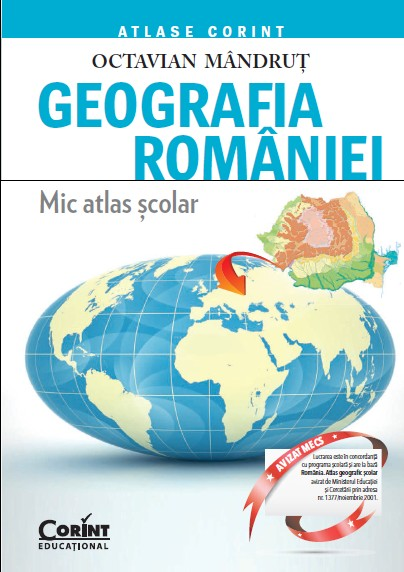 ATLASE CORINT
OCTAVIAN MÂNDRUȚ
GEOGRAFIA
ROMÂNIEI
Mic atlas școlar
AVIZAT MECS
Lucrarea este în concordanță
cu programa școlară și are la bază
România. Atlas geografic școlar
avizat de Ministerul Educației
și Cercetării prin adresa
nr. 1377/noiembrie 2001.
CORINT
EDUCAȚIONAL